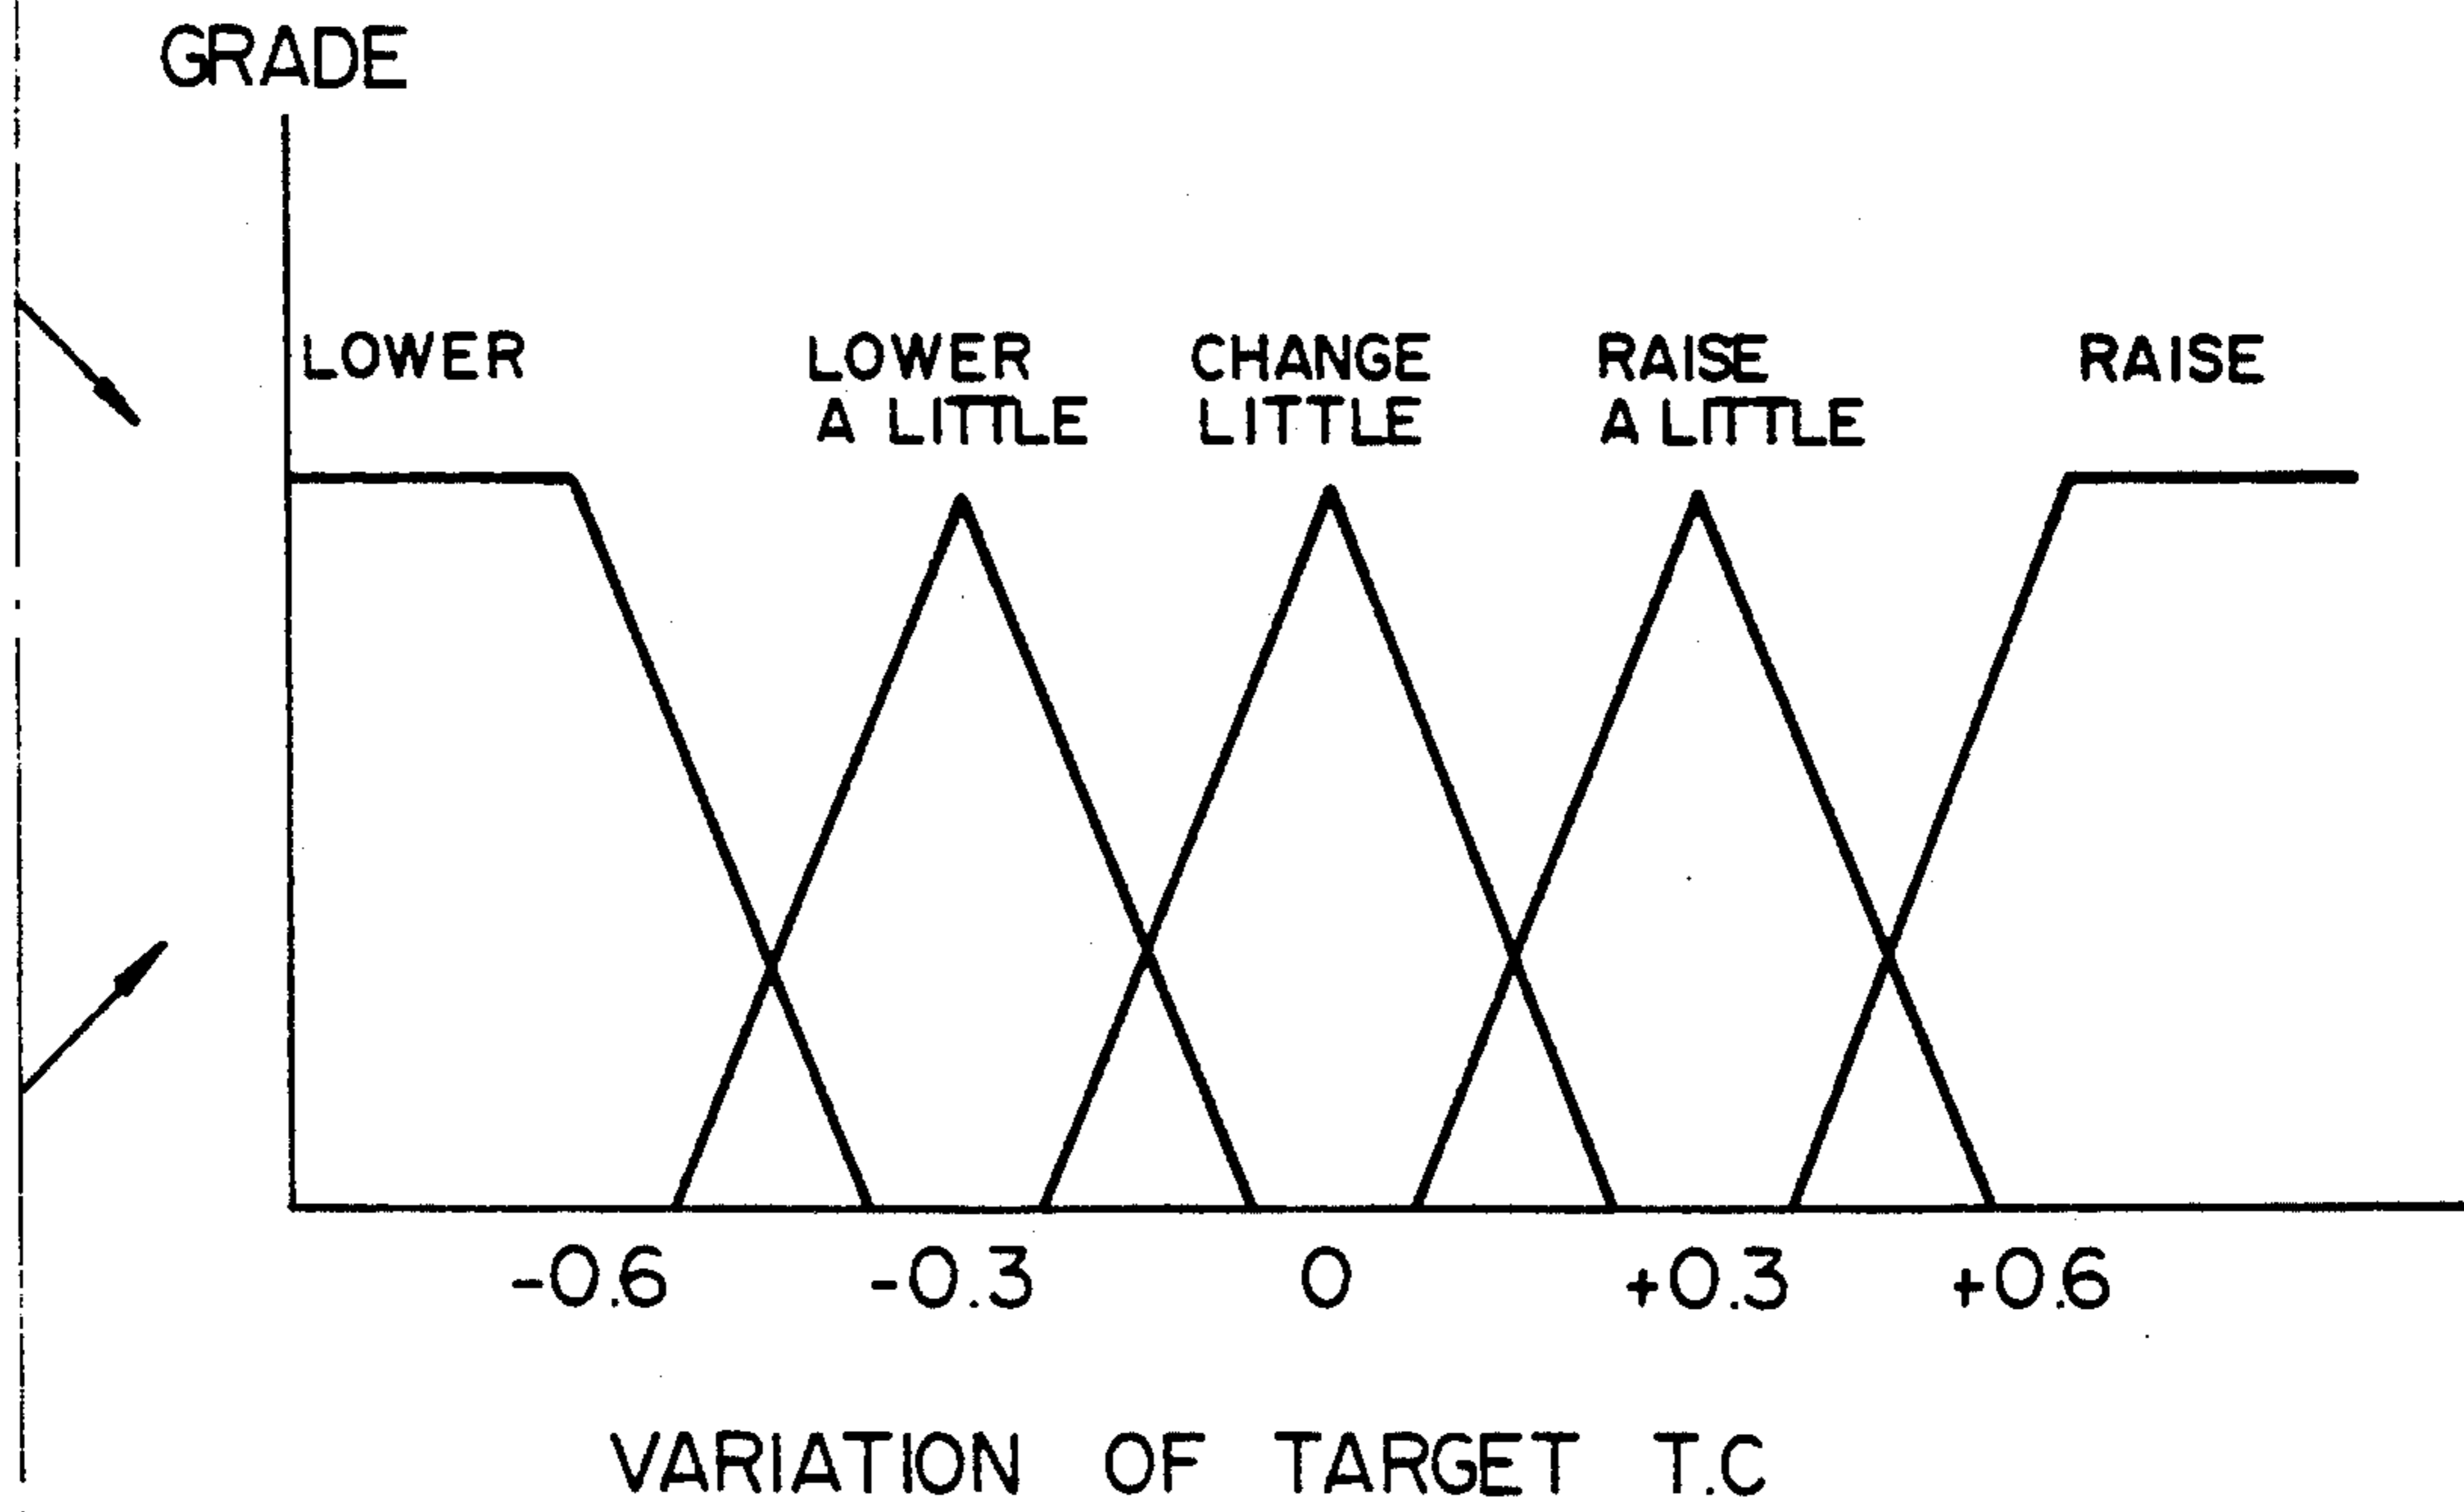 GRADE
LOWER
LOWER
A LITTLE
CHANGE
LITTLE
RAISE
A LITTLE
RAISE
-0.6 -0.3 0 +0.3 +0.6
VARIATION OF TARGET T.C